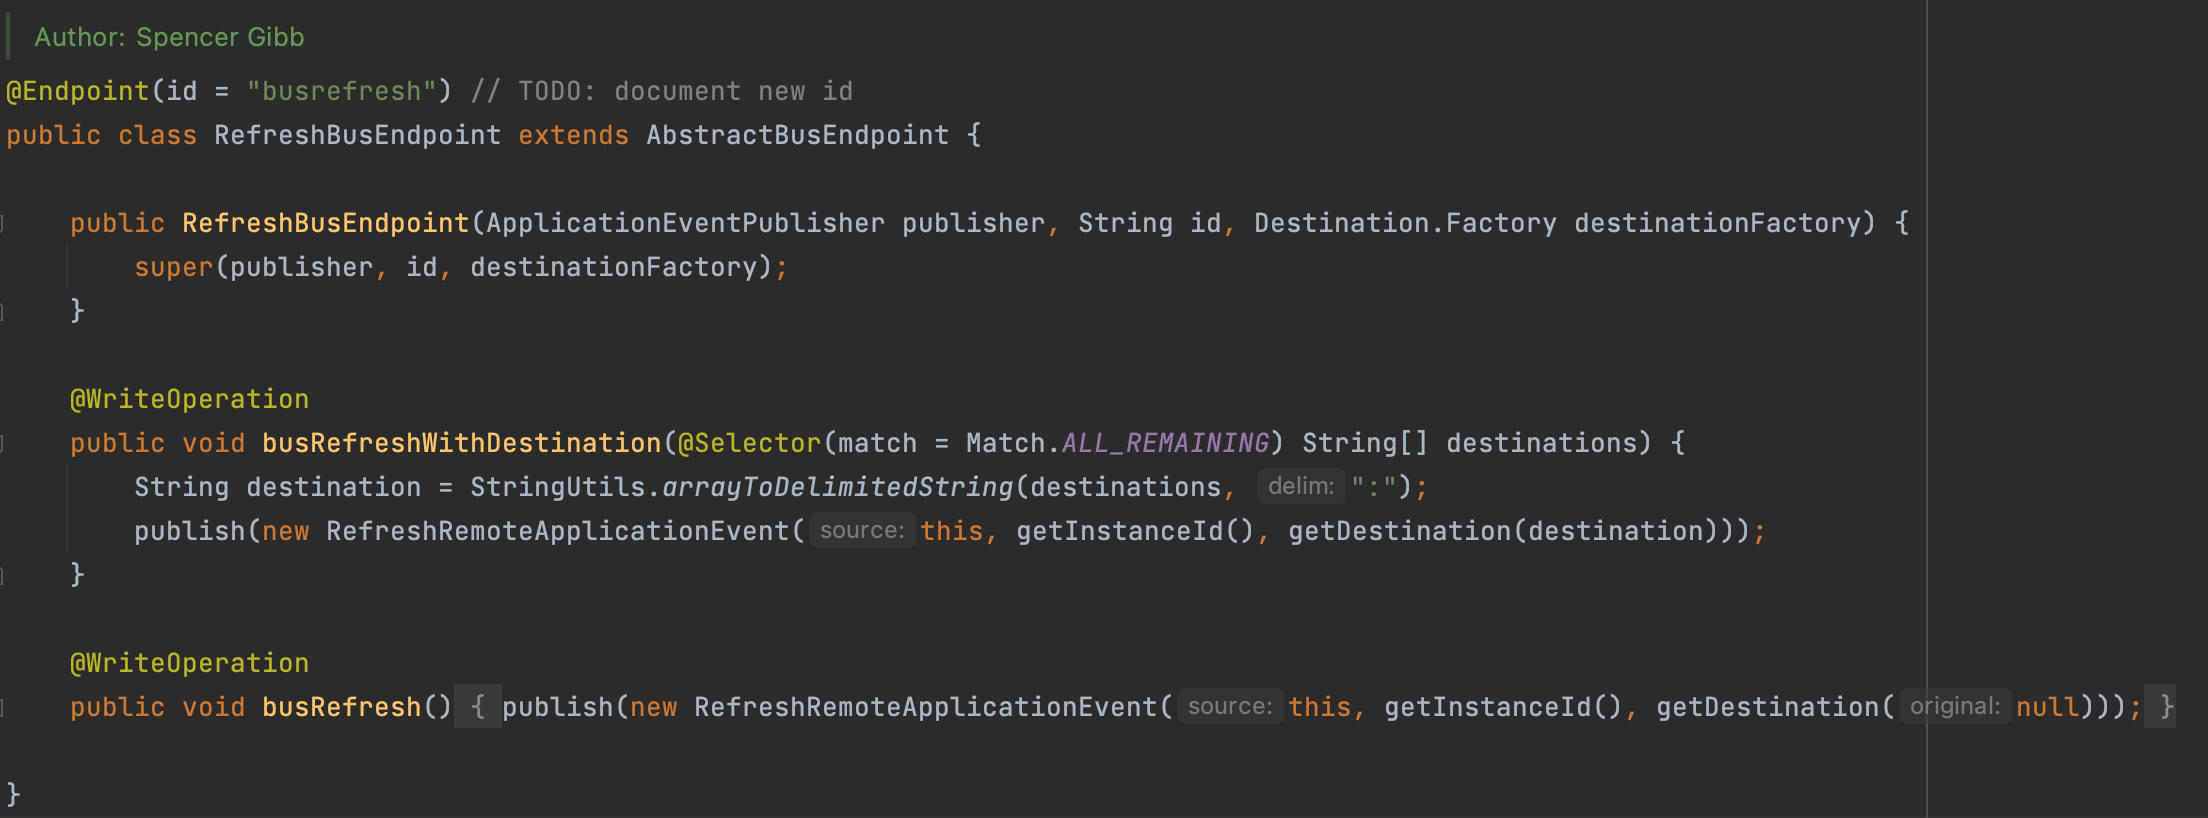 Author: Spencer Gibb
@Endpoint(id = "busrefresh") // TODO: document new id
public class RefreshBusEndpoint extends AbstractBusEndpoint {
public RefreshBusEndpoint(ApplicationEventPublisher publisher, String id, Destination.Factory destinationFactory) {
super(publisher, id, destinationFactory);
}
@WriteOperation
public void busRefreshWithDestination(@Selector(match = Match.ALL_REMAINING) String[] destinations) {
String destination = StringUtils.arrayToDelimitedString(destinations, delim: ":");
publish(new RefreshRemoteApplicationEvent( source: this, getInstanceId(), getDestination(destination)));
}
@WriteOperation
public void busRefresh() { publish(new RefreshRemoteApplicationEvent( source: this, getInstanceId(), getDestination( original: null))); }
}